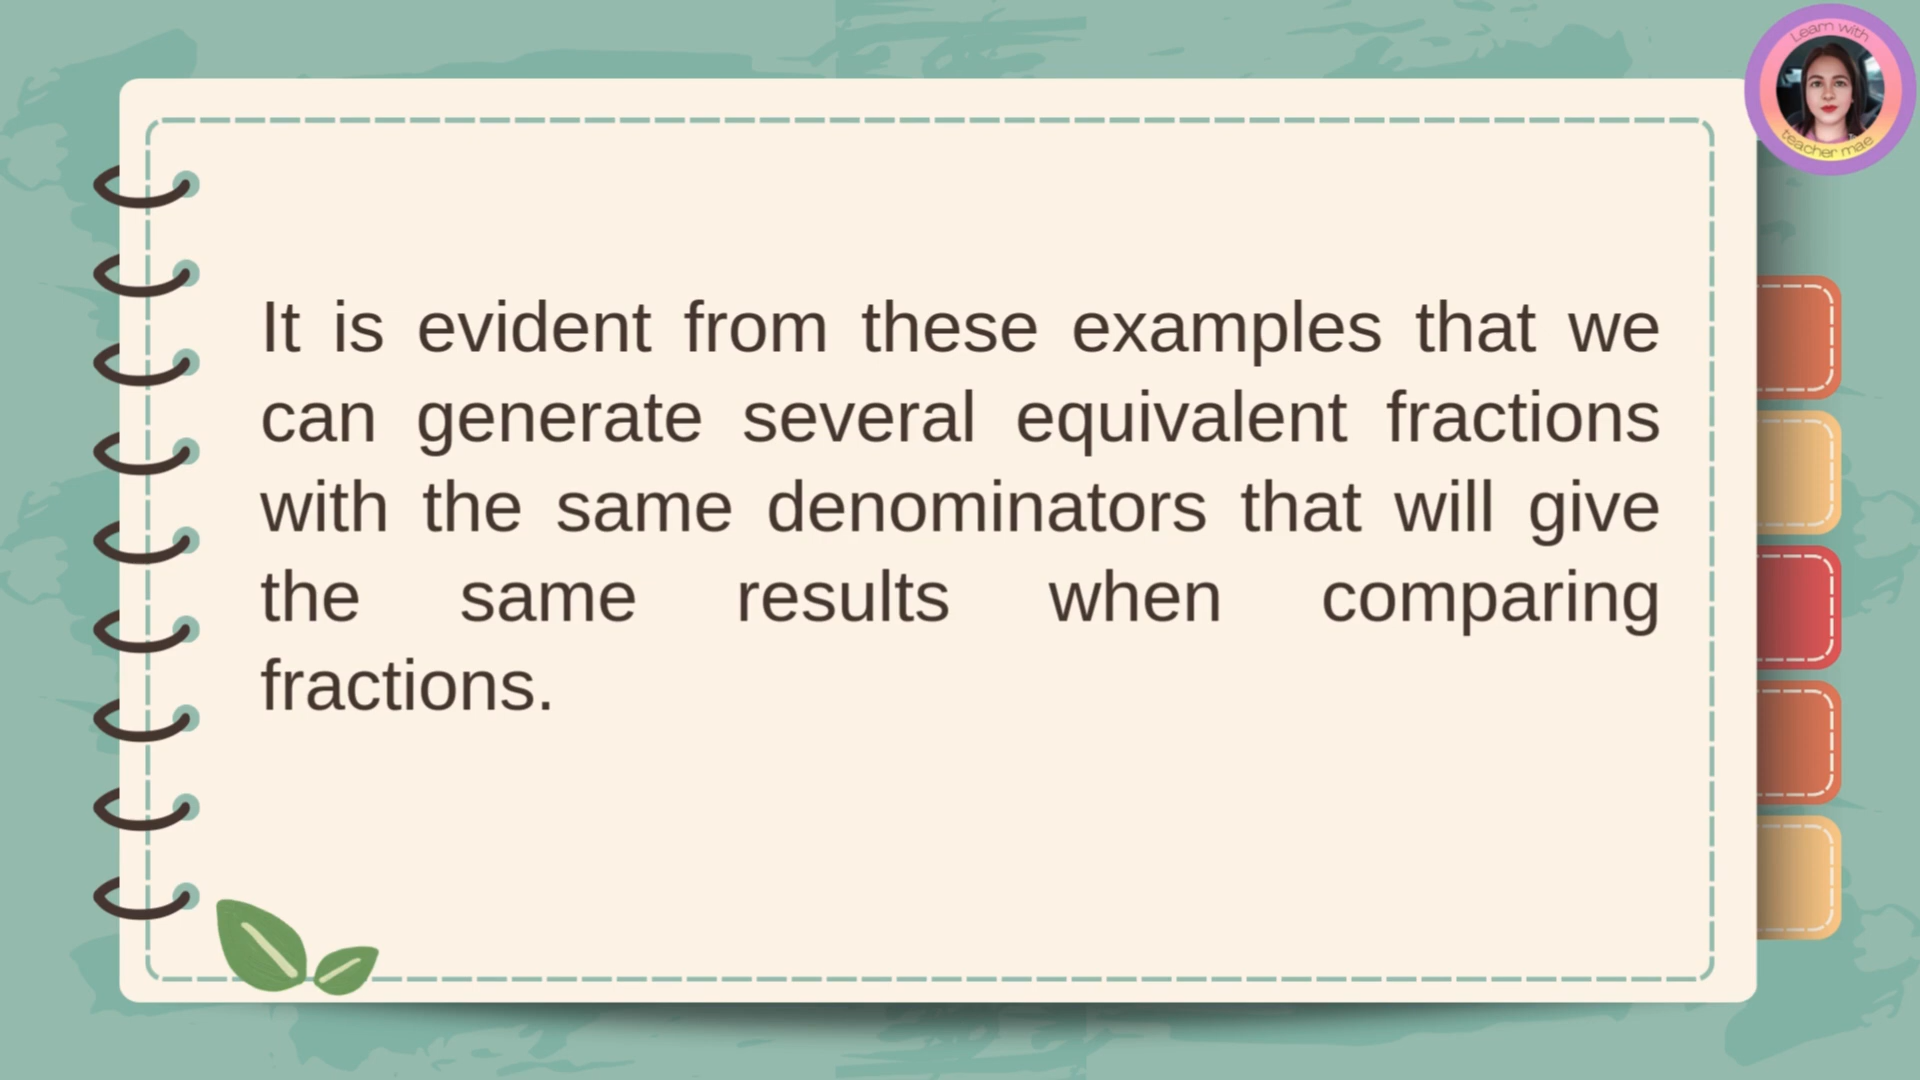 Learn with
teacher mae
It is evident from these examples that we
can generate several equivalent fractions
with the same denominators that will give
the same results when comparing
fractions.